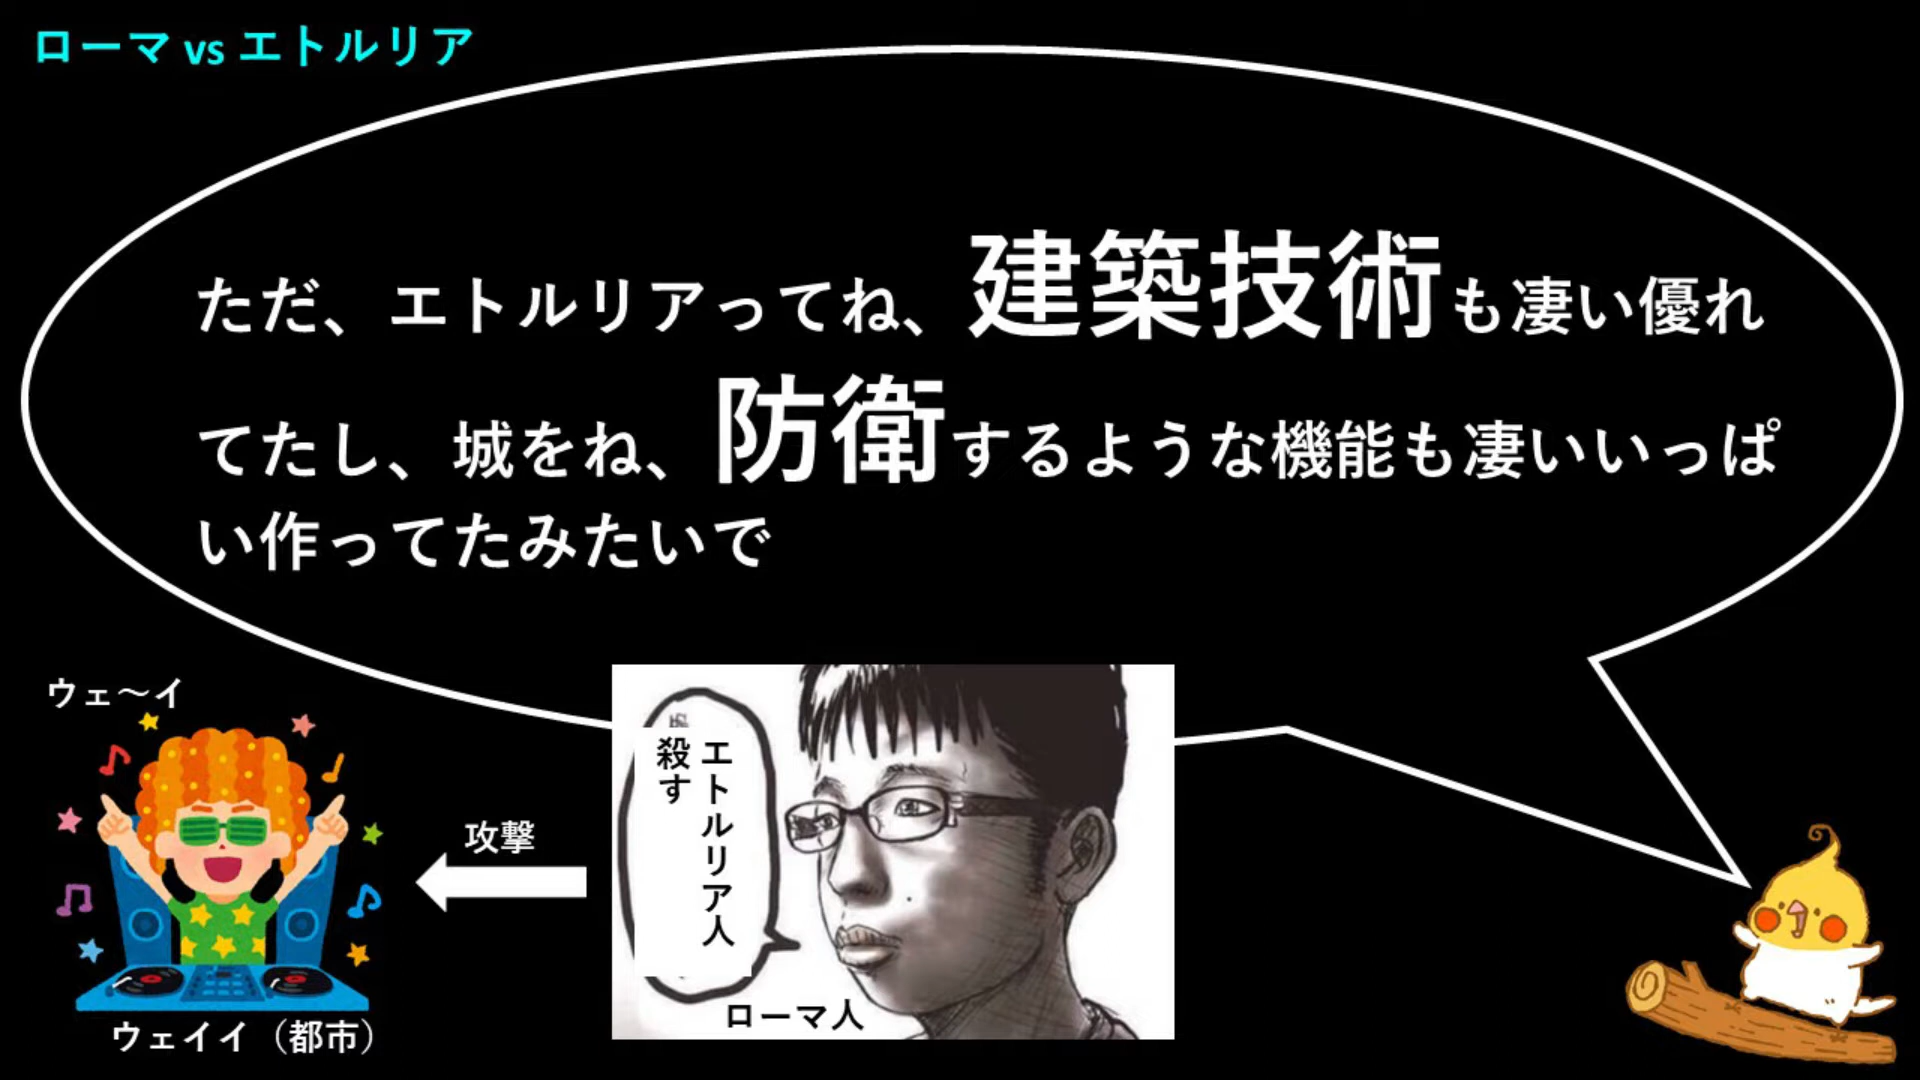 ローマ vs エトルリア
ただ、エトルリアってね、建築技術も凄い優れ
てたし、城をね、防衛するような機能も凄いいっぱ
い作ってたみたいで
ウェ～イ
攻撃
エトルリア人
殺す
ローマ人
ウェイイ（都市）